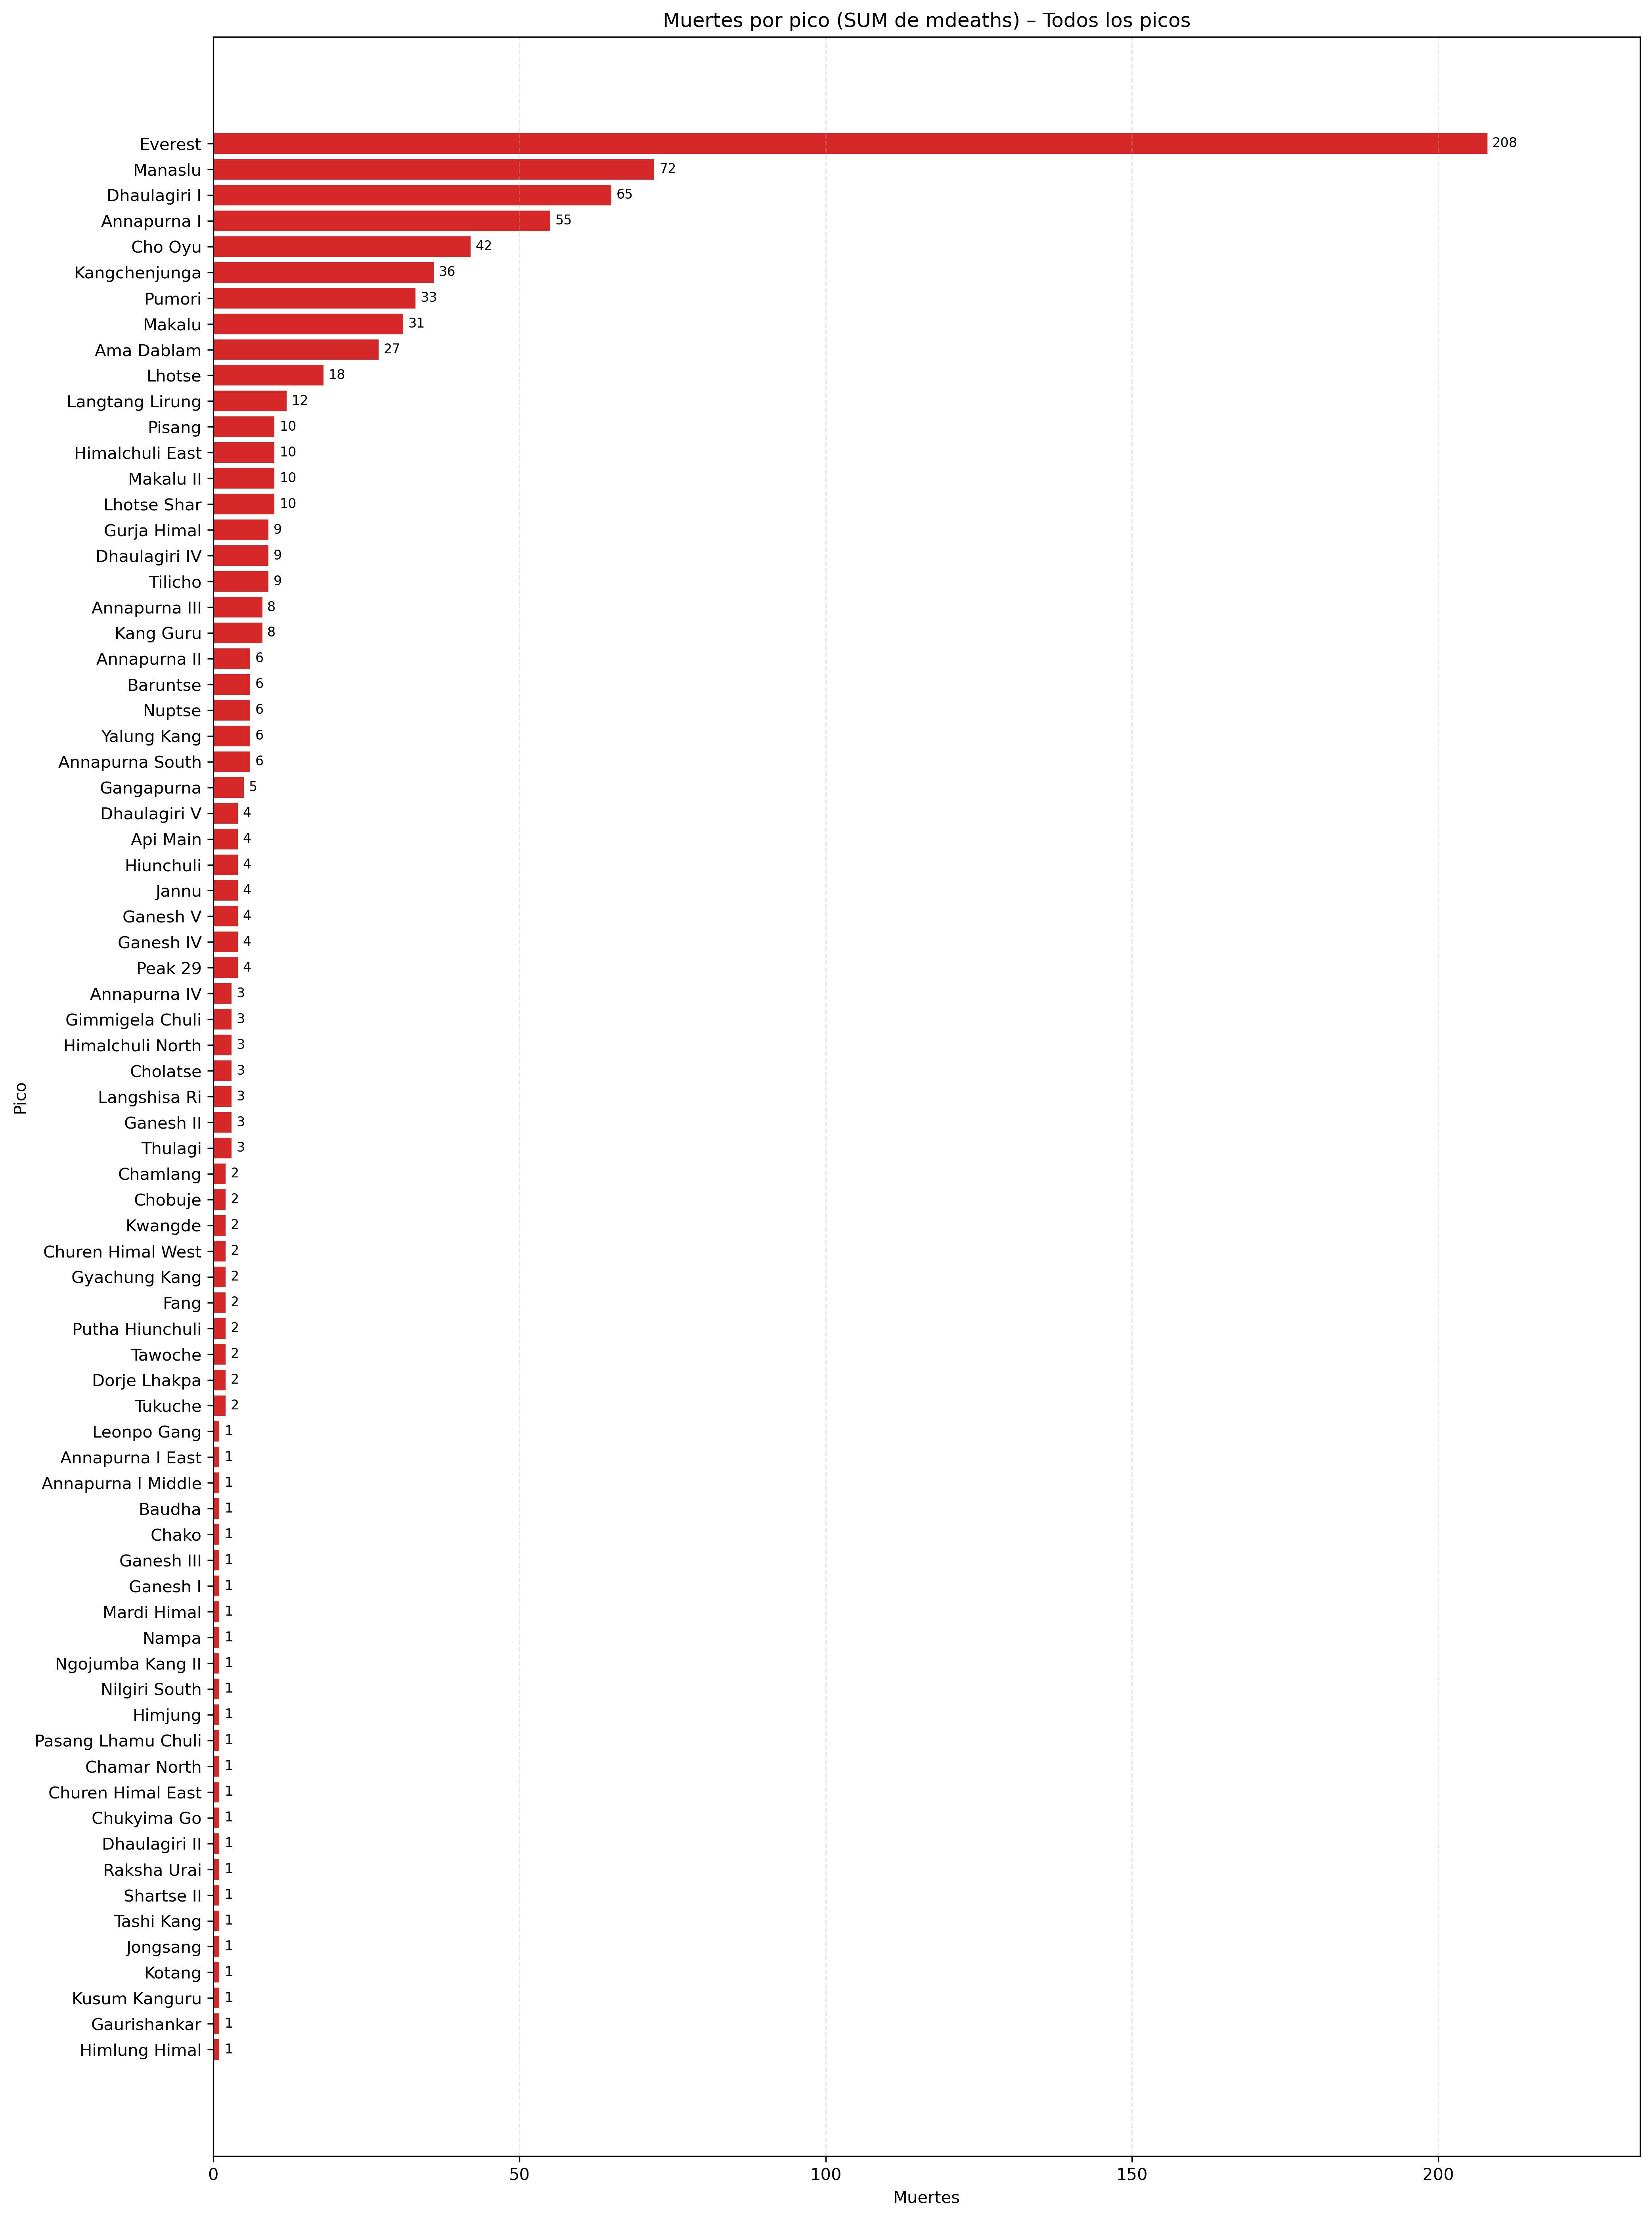 Muertes por pico (SUM de mdeaths) – Todos los picos
Everest 208
Manaslu 72
Dhaulagiri I 65
Annapurna I 55
Cho Oyu 42
Kangchenjunga 36
Pumori 33
Makalu 31
Ama Dablam 27
Lhotse 18
Langtang Lirung 12
Pisang 10
Himalchuli East 10
Makalu II 10
Lhotse Shar 10
Gurja Himal 9
Dhaulagiri IV 9
Tilicho 9
Annapurna III 8
Kang Guru 8
Annapurna II 6
Baruntse 6
Nuptse 6
Yalung Kang 6
Annapurna South 6
Gangapurna 5
Dhaulagiri V 4
Api Main 4
Hiunchuli 4
Jannu 4
Ganesh V 4
Ganesh IV 4
Peak 29 4
Annapurna IV 3
Gimmigela Chuli 3
Himalchuli North 3
Cholatse 3
Langshisa Ri 3
Ganesh II 3
Thulagi 3
Chamlang 2
Chobuje 2
Kwangde 2
Churen Himal West 2
Gyachung Kang 2
Fang 2
Putha Hiunchuli 2
Tawoche 2
Dorje Lhakpa 2
Tukuche 2
Leonpo Gang 1
Annapurna I East 1
Annapurna I Middle 1
Baudha 1
Chako 1
Ganesh III 1
Ganesh I 1
Mardi Himal 1
Nampa 1
Ngojumba Kang II 1
Nilgiri South 1
Himjung 1
Pasang Lhamu Chuli 1
Chamar North 1
Churen Himal East 1
Chukyima Go 1
Dhaulagiri II 1
Raksha Urai 1
Shartse II 1
Tashi Kang 1
Jongsang 1
Kotang 1
Kusum Kanguru 1
Gaurishankar 1
Himlung Himal 1
Pico
0 50 100 150 200
Muertes